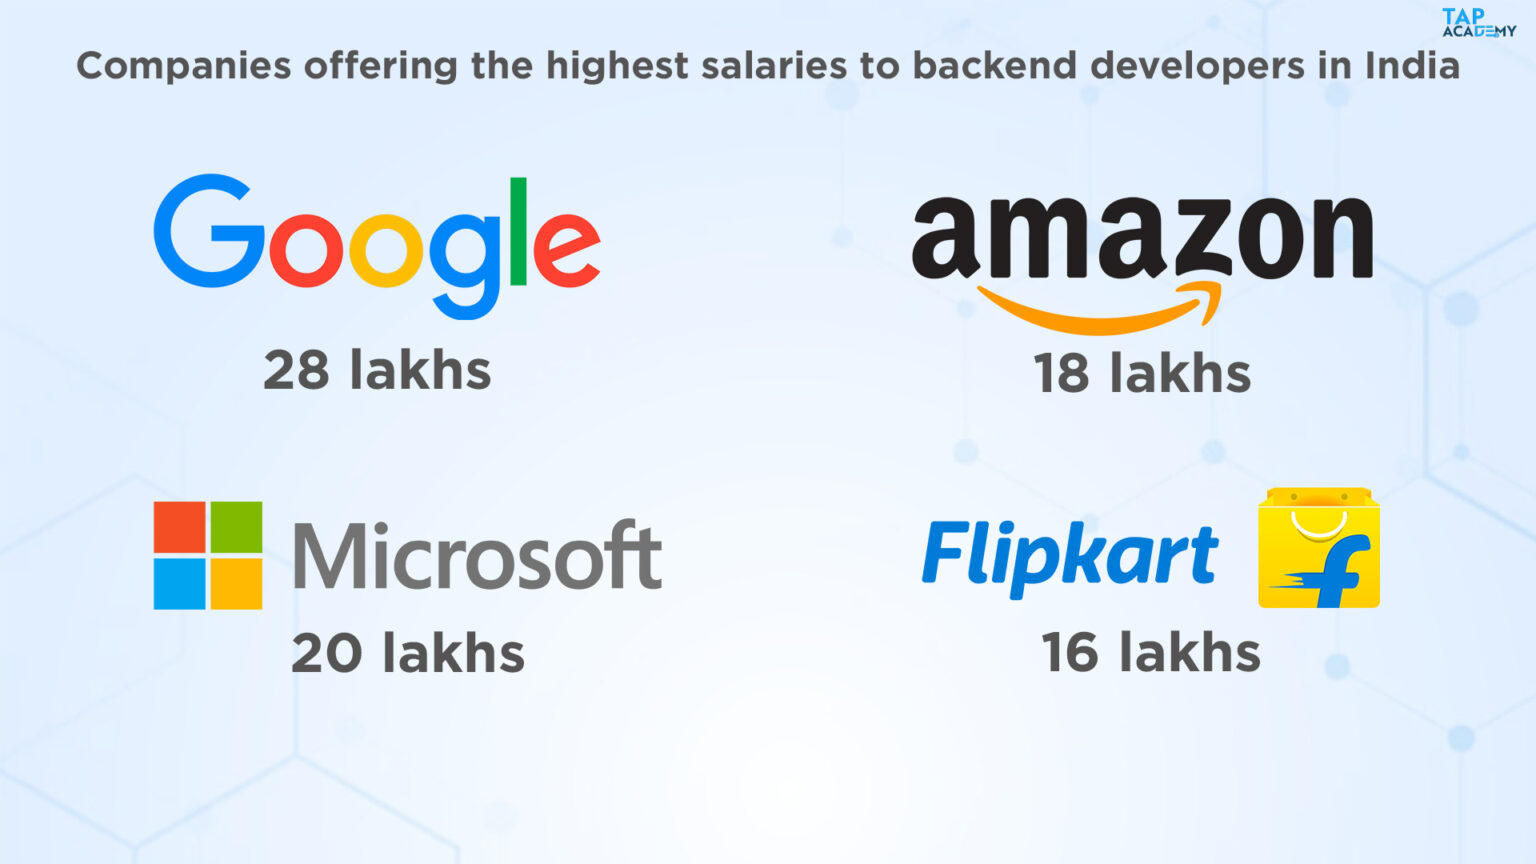 TAP
ACADEMY
Companies offering the highest salaries to backend developers in India
Google
28 lakhs
amazon
18 lakhs
Microsoft
20 lakhs
Flipkart
f
16 lakhs